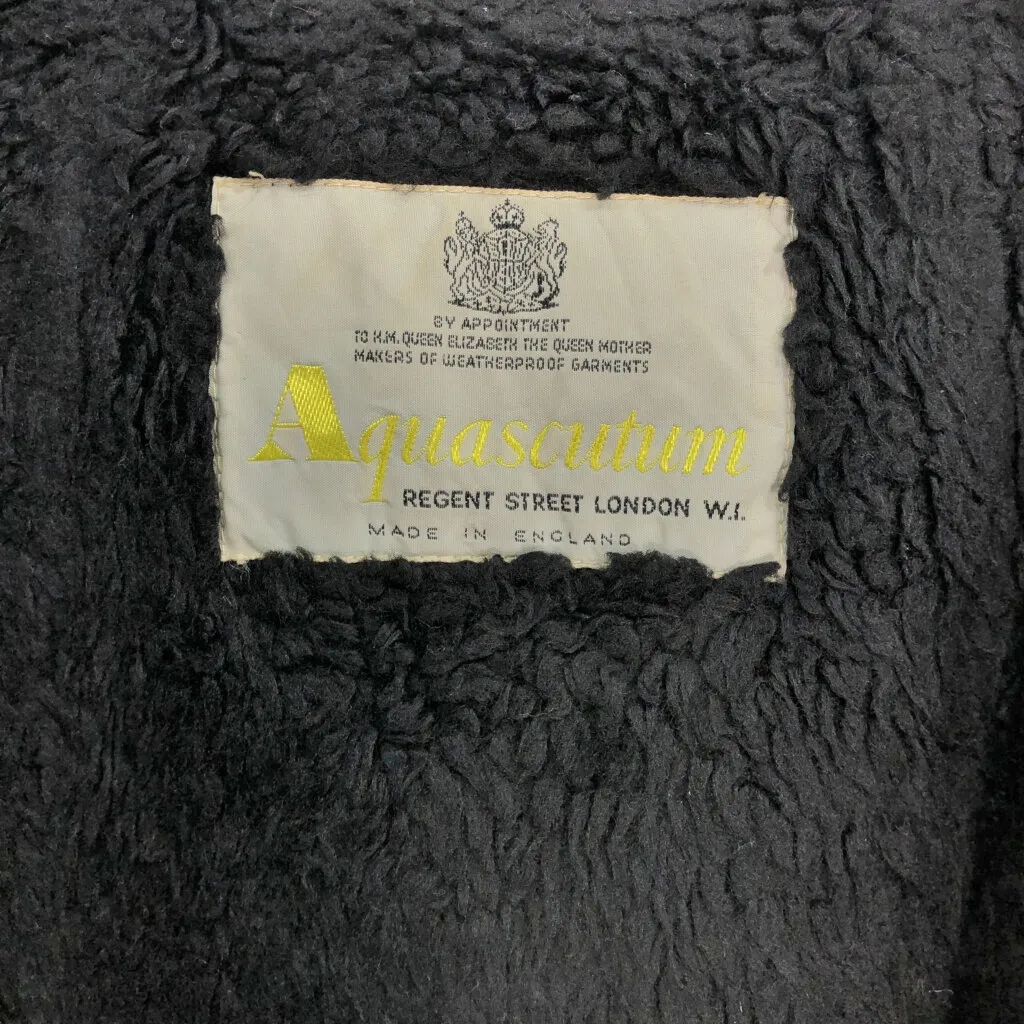 BY APPOINTMENT
TO H.M. QUEEN ELIZABETH THE QUEEN MOTHER
MAKERS OF WEATHERPROOF GARMENTS
Aquascutum
REGENT STREET LONDON W.1.
MADE IN ENGLAND